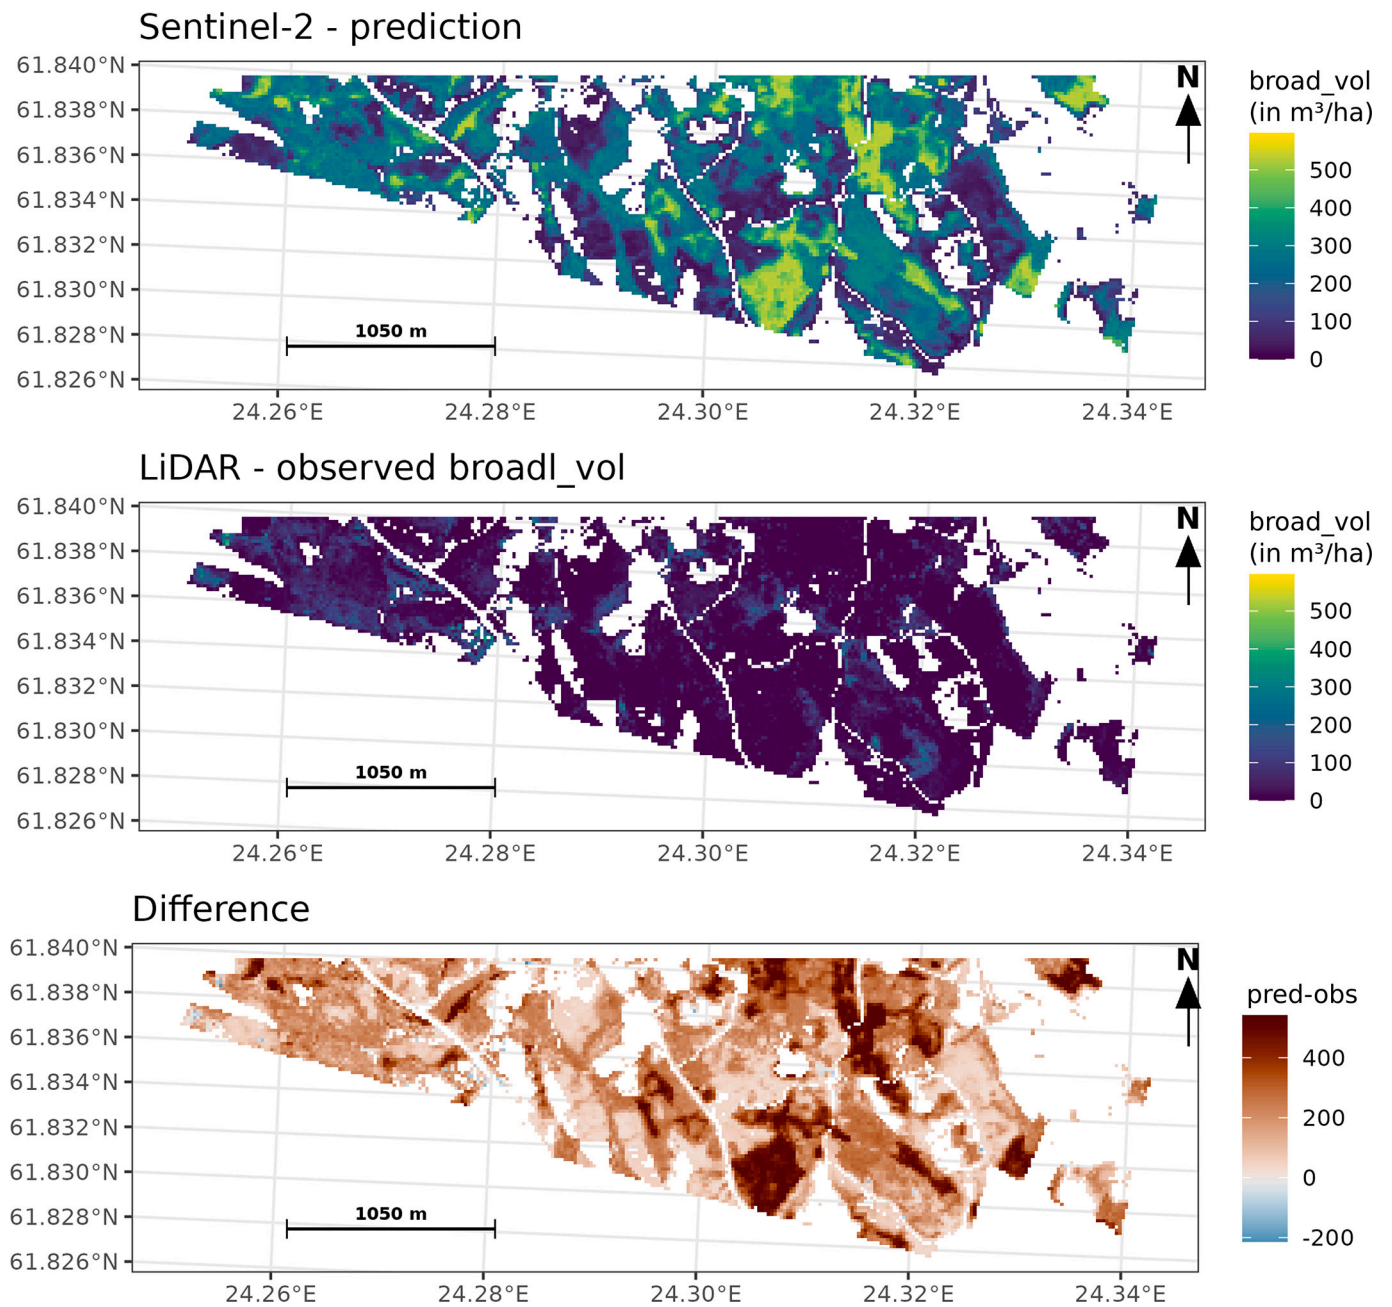 Sentinel-2 - prediction
61.840°N
61.838°N
61.836°N
61.834°N
61.832°N
61.830°N
61.828°N
61.826°N
N
1050 m
24.26°E
24.28°E
24.30°E
24.32°E
24.34°E
broad_vol
(in m³/ha)
500
400
300
200
100
0
LiDAR - observed broadl_vol
61.840°N
61.838°N
61.836°N
61.834°N
61.832°N
61.830°N
61.828°N
61.826°N
N
1050 m
24.26°E
24.28°E
24.30°E
24.32°E
24.34°E
broad_vol
(in m³/ha)
500
400
300
200
100
0
Difference
61.840°N
61.838°N
61.836°N
61.834°N
61.832°N
61.830°N
61.828°N
61.826°N
N
1050 m
24.26°E
24.28°E
24.30°E
24.32°E
24.34°E
pred-obs
400
200
0
-200